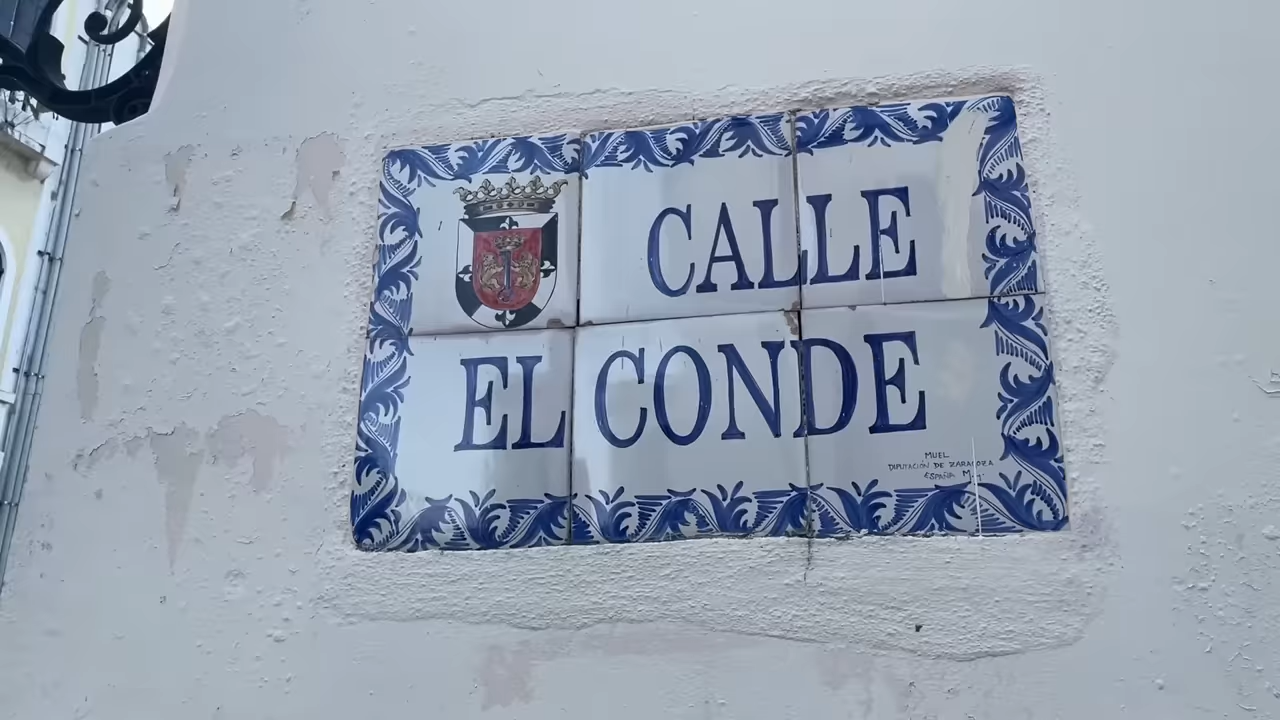 CALLE
EL CONDE
MUEL
DIPUTACIÓN DE ZARAGOZA
ESPAÑA